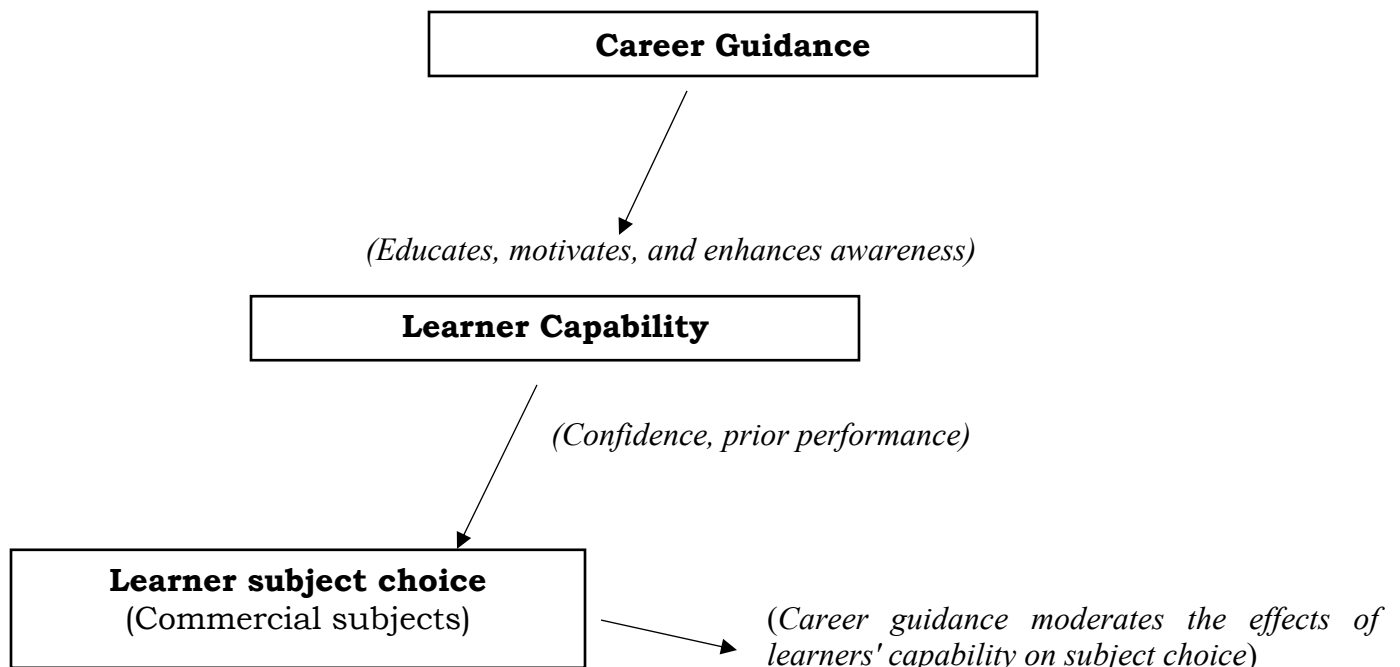 Career Guidance
(Educates, motivates, and enhances awareness)
Learner Capability
(Confidence, prior performance)
Learner subject choice
(Commercial subjects)
(Career guidance moderates the effects of
learners' capability on subject choice)